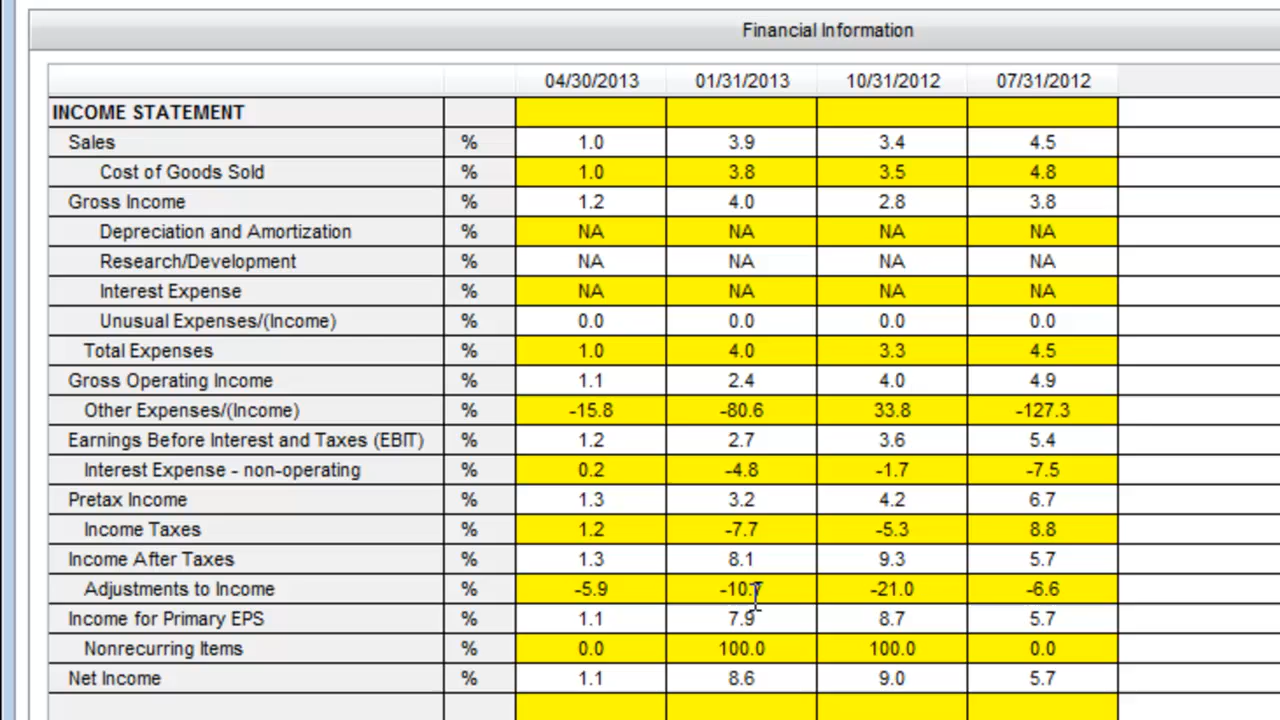 Financial Information
04/30/2013 01/31/2013 10/31/2012 07/31/2012
INCOME STATEMENT
Sales % 1.0 3.9 3.4 4.5
Cost of Goods Sold % 1.0 3.8 3.5 4.8
Gross Income % 1.2 4.0 2.8 3.8
Depreciation and Amortization % NA NA NA NA
Research/Development % NA NA NA NA
Interest Expense % NA NA NA NA
Unusual Expenses/(Income) % 0.0 0.0 0.0 0.0
Total Expenses % 1.0 4.0 3.3 4.5
Gross Operating Income % 1.1 2.4 4.0 4.9
Other Expenses/(Income) % -15.8 -80.6 33.8 -127.3
Earnings Before Interest and Taxes (EBIT) % 1.2 2.7 3.6 5.4
Interest Expense - non-operating % 0.2 -4.8 -1.7 -7.5
Pretax Income % 1.3 3.2 4.2 6.7
Income Taxes % 1.2 -7.7 -5.3 8.8
Income After Taxes % 1.3 8.1 9.3 5.7
Adjustments to Income % -5.9 -10.7 -21.0 -6.6
Income for Primary EPS % 1.1 7.9 8.7 5.7
Nonrecurring Items % 0.0 100.0 100.0 0.0
Net Income % 1.1 8.6 9.0 5.7